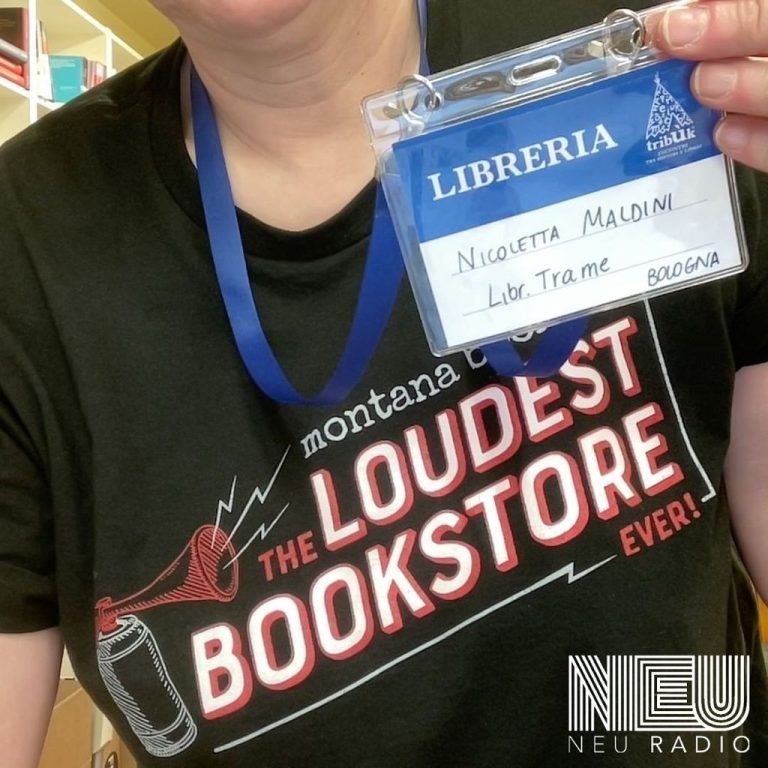 LIBRERIA
tribUk
NICOLETTA MALDINI
Libr. Trame
BOLOGNA
montana
THE LOUDEST
BOOKSTORE
EVER!
NEU
NEU RADIO